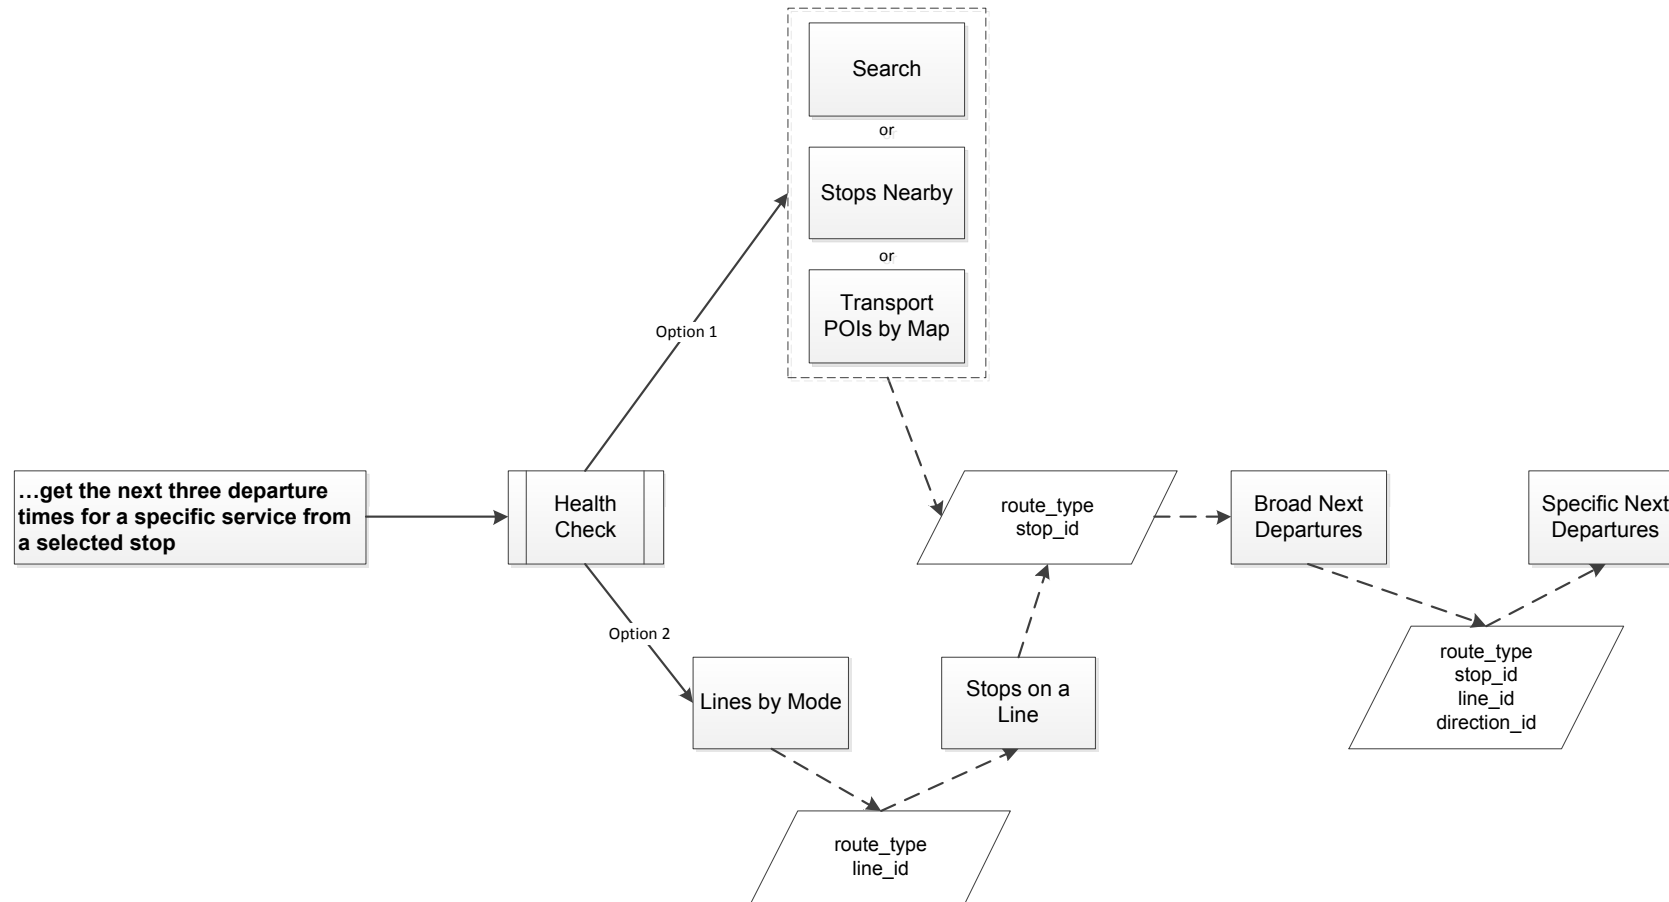 Search
or
Stops Nearby
or
Transport
POIs by Map
Option 1
…get the next three departure
times for a specific service from
a selected stop
Health
Check
route_type
stop_id
Broad Next
Departures
Specific Next
Departures
Option 2
Lines by Mode
Stops on a
Line
route_type
stop_id
line_id
direction_id
route_type
line_id